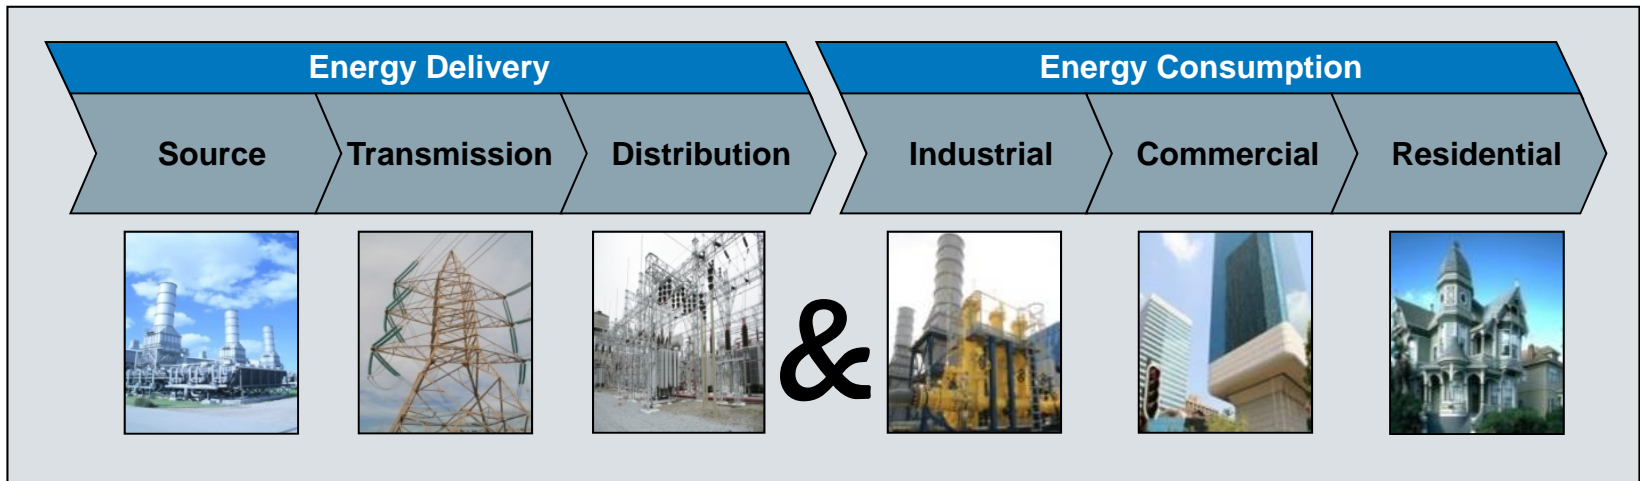 Energy Delivery
Energy Consumption
Source
Transmission
Distribution
Industrial
Commercial
Residential
&